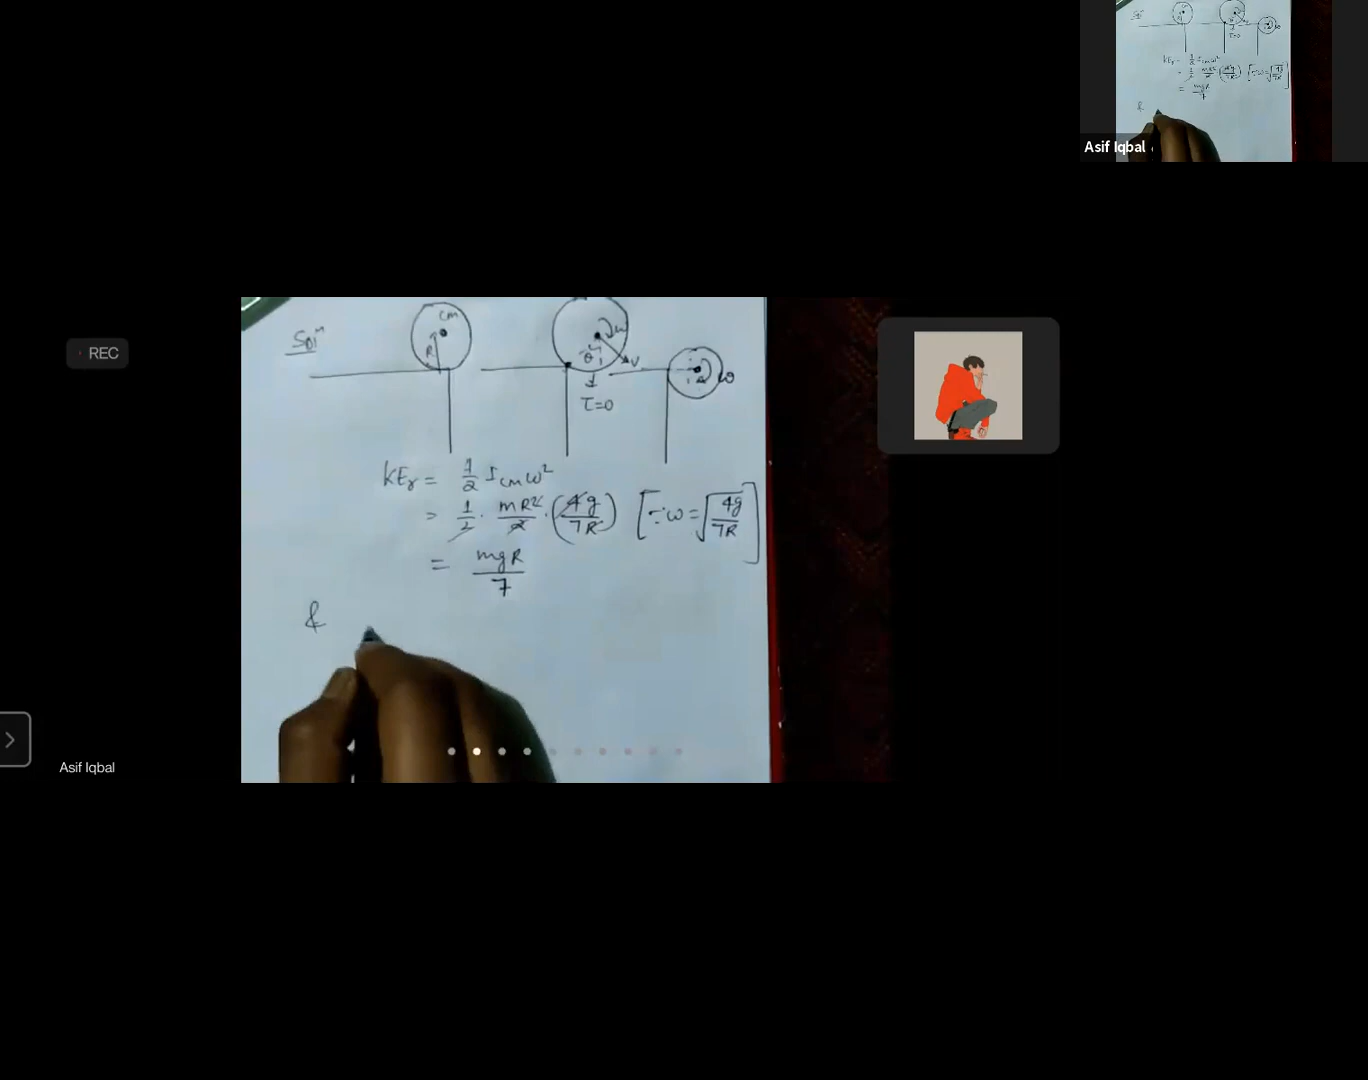 Asif Iqbal
REC
Solⁿ
cm
R
ω
θ
v
τ=0
ω
KEᵣ = 1/2 I_cm ω²
= 1/2 · mR²/2 · (4g/7R) [∵ ω = √(4g/7R)]
= mgR/7
&
Asif Iqbal